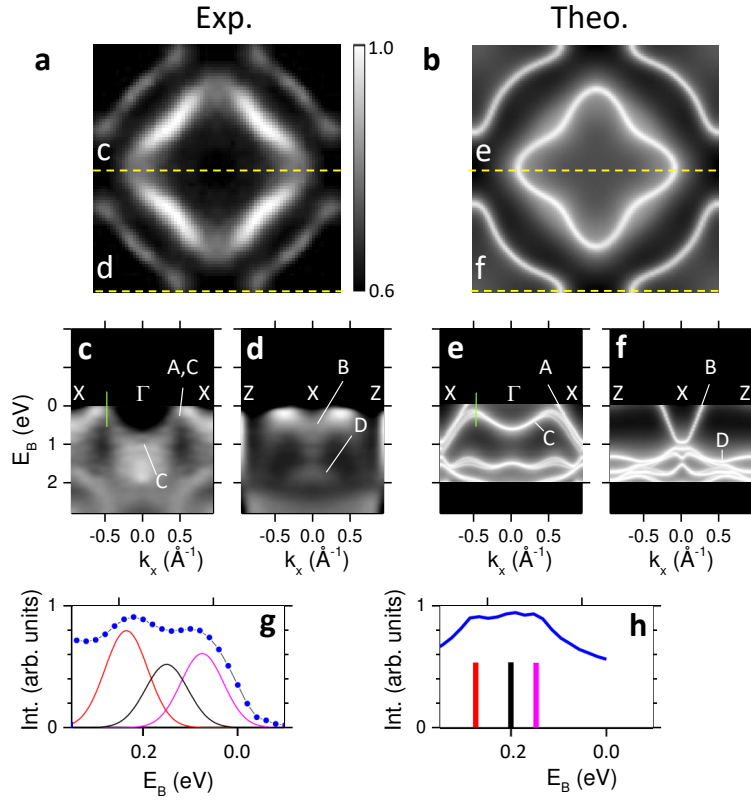 Exp. Theo.
a 1.0 b
c e
d f
0.6
c A,C d B e A f B
X Γ X Z X Z X Γ X Z X Z
E_B (eV) 0 1 2
C D C D
-0.5 0.0 0.5 -0.5 0.0 0.5 -0.5 0.0 0.5 -0.5 0.0 0.5
k_x (Å⁻¹) k_x (Å⁻¹) k_x (Å⁻¹) k_x (Å⁻¹)
Int. (arb. units) 1 0 g Int. (arb. units) 1 0 h
0.2 0.0 0.2 0.0
E_B (eV) E_B (eV)